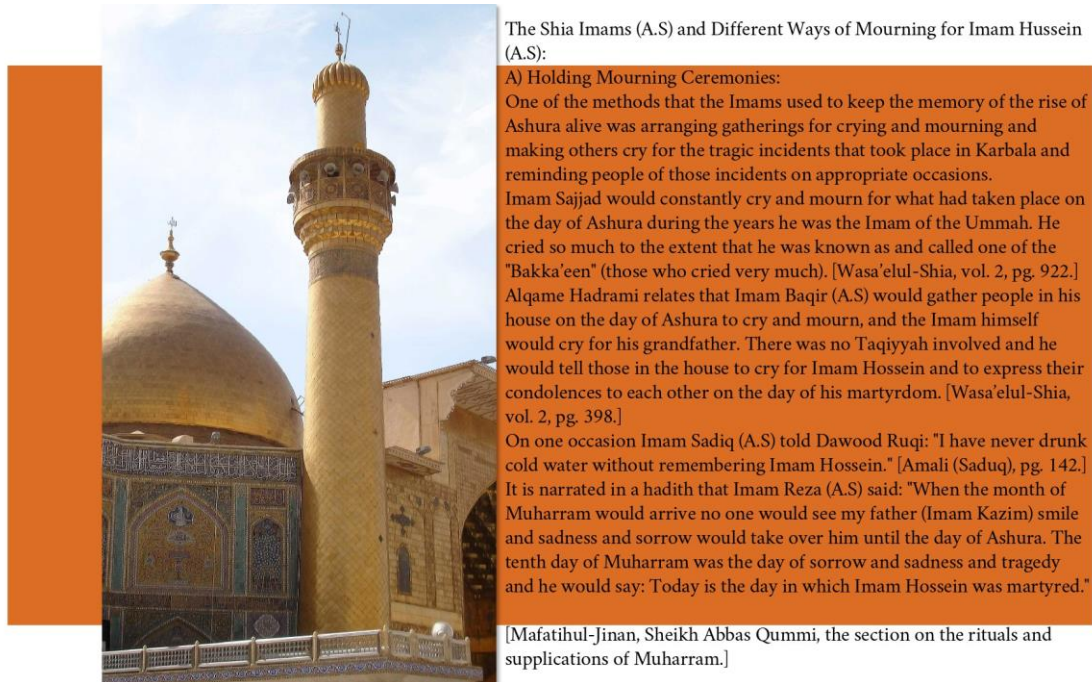 The Shia Imams (A.S) and Different Ways of Mourning for Imam Hussein
(A.S):
A) Holding Mourning Ceremonies:
One of the methods that the Imams used to keep the memory of the rise of
Ashura alive was arranging gatherings for crying and mourning and
making others cry for the tragic incidents that took place in Karbala and
reminding people of those incidents on appropriate occasions.
Imam Sajjad would constantly cry and mourn for what had taken place on
the day of Ashura during the years he was the Imam of the Ummah. He
cried so much to the extent that he was known as and called one of the
"Bakka'een" (those who cried very much). [Wasa'elul-Shia, vol. 2, pg. 922.]
Alqame Hadrami relates that Imam Baqir (A.S) would gather people in his
house on the day of Ashura to cry and mourn, and the Imam himself
would cry for his grandfather. There was no Taqiyyah involved and he
would tell those in the house to cry for Imam Hossein and to express their
condolences to each other on the day of his martyrdom. [Wasa'elul-Shia,
vol. 2, pg. 398.]
On one occasion Imam Sadiq (A.S) told Dawood Ruqi: "I have never drunk
cold water without remembering Imam Hossein." [Amali (Saduq), pg. 142.]
It is narrated in a hadith that Imam Reza (A.S) said: "When the month of
Muharram would arrive no one would see my father (Imam Kazim) smile
and sadness and sorrow would take over him until the day of Ashura. The
tenth day of Muharram was the day of sorrow and sadness and tragedy
and he would say: Today is the day in which Imam Hossein was martyred."
[Mafatihul-Jinan, Sheikh Abbas Qummi, the section on the rituals and
supplications of Muharram.]